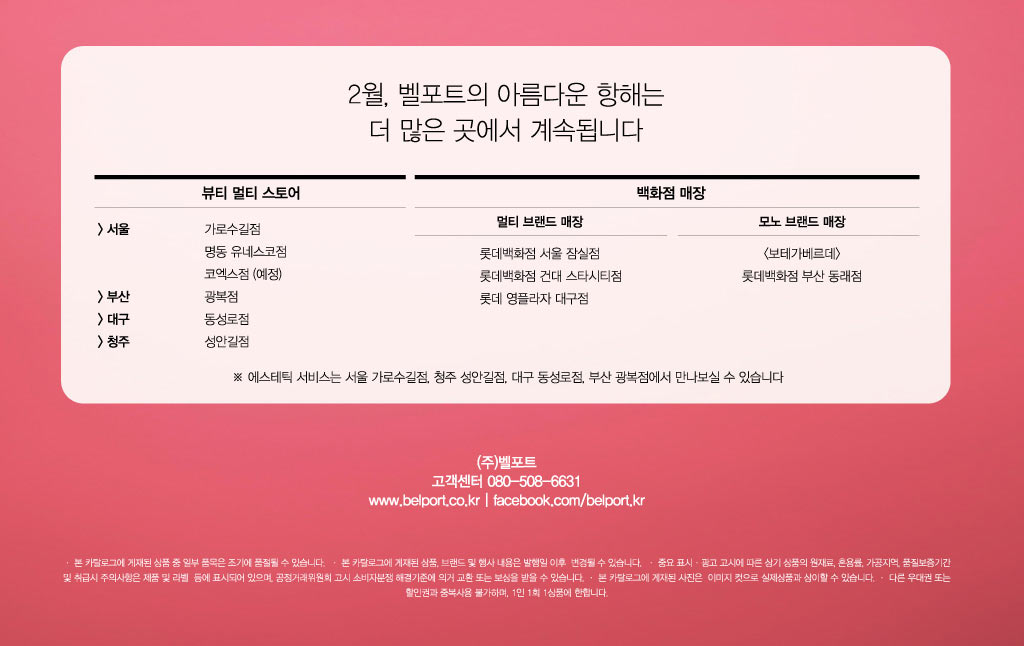 2월, 벨포트의 아름다운 항해는
더 많은 곳에서 계속됩니다
뷰티 멀티 스토어
> 서울 가로수길점
명동 유네스코점
코엑스점 (예정)
> 부산 광복점
> 대구 동성로점
> 청주 성안길점
백화점 매장
멀티 브랜드 매장
롯데백화점 서울 잠실점
롯데백화점 건대 스타시티점
롯데 영플라자 대구점
모노 브랜드 매장
<보테가베르데>
롯데백화점 부산 동래점
※ 에스테틱 서비스는 서울 가로수길점, 청주 성안길점, 대구 동성로점, 부산 광복점에서 만나보실 수 있습니다
(주)벨포트
고객센터 080-508-6631
www.belport.co.kr | facebook.com/belport.kr
· 본 카탈로그에 게재된 상품 중 일부 품목은 조기에 품절될 수 있습니다. · 본 카탈로그에 게재된 상품, 브랜드 및 행사 내용은 발행일 이후 변경될 수 있습니다. · 중요 표시 · 광고 고시에 따른 상기 상품의 원재료, 혼용률, 가공지역, 품질보증기간
및 취급시 주의사항은 제품 및 라벨 등에 표시되어 있으며, 공정거래위원회 고시 소비자분쟁 해결기준에 의거 교환 또는 보상을 받을 수 있습니다. · 본 카탈로그에 게재된 사진은 이미지 컷으로 실제상품과 상이할 수 있습니다. · 다른 우대권 또는
할인권과 중복사용 불가하며, 1인 1회 1상품에 한합니다.